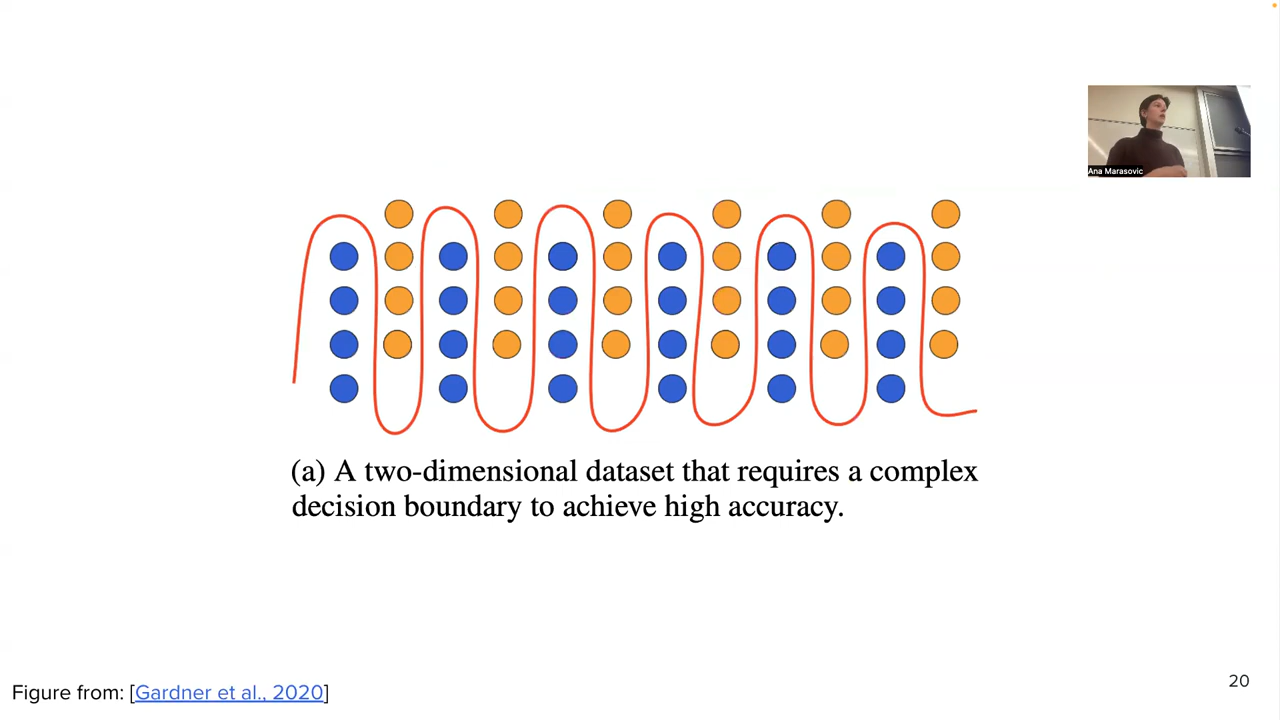 Ana Marasovic
(a) A two-dimensional dataset that requires a complex
decision boundary to achieve high accuracy.
Figure from: [Gardner et al., 2020]
20